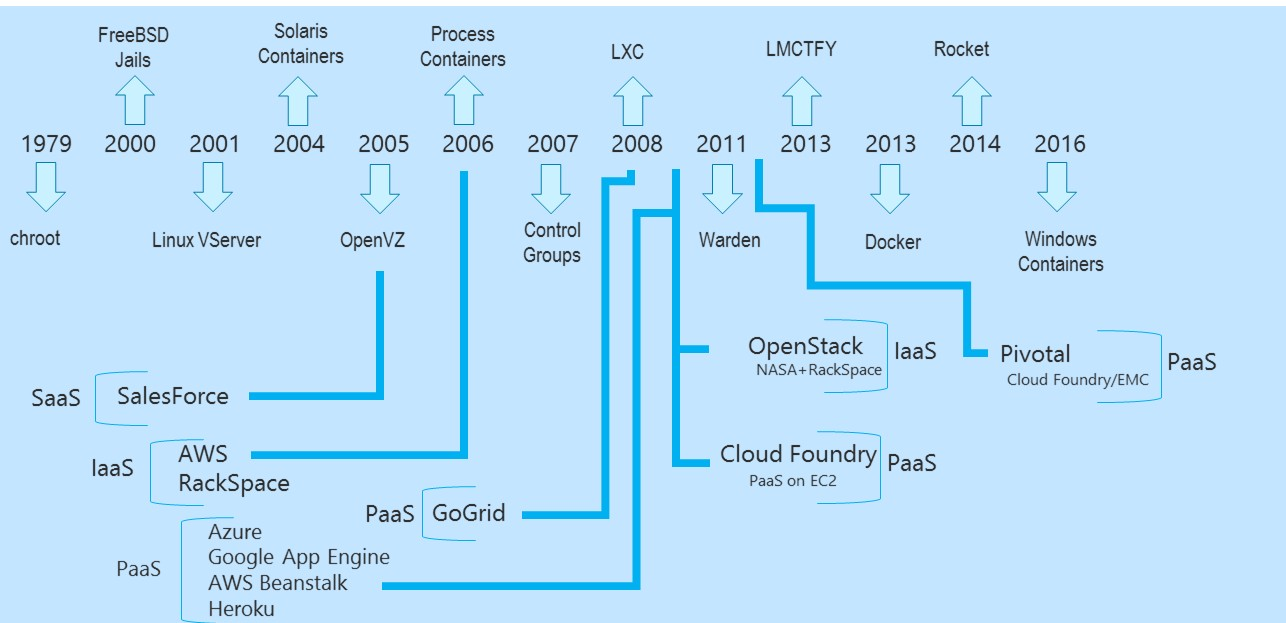 FreeBSD
Jails
Solaris
Containers
Process
Containers
LXC
LMCTFY
Rocket
1979 2000 2001 2004 2005 2006 2007 2008 2011 2013 2013 2014 2016
chroot
Linux VServer
OpenVZ
Control
Groups
Warden
Docker
Windows
Containers
OpenStack
NASA+RackSpace
IaaS
Pivotal
Cloud Foundry/EMC
PaaS
SaaS
SalesForce
IaaS
AWS
RackSpace
Cloud Foundry
PaaS on EC2
PaaS
PaaS
GoGrid
PaaS
Azure
Google App Engine
AWS Beanstalk
Heroku